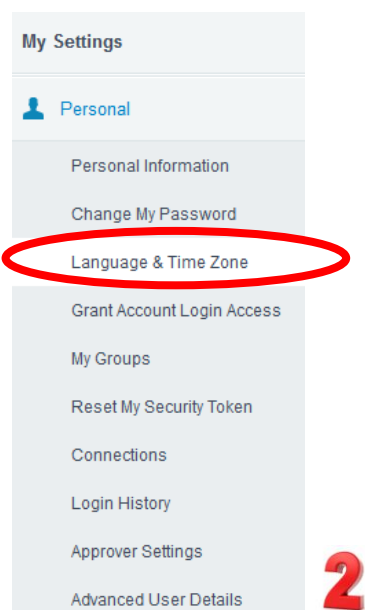 My Settings
Personal
Personal Information
Change My Password
Language & Time Zone
Grant Account Login Access
My Groups
Reset My Security Token
Connections
Login History
Approver Settings
Advanced User Details
2